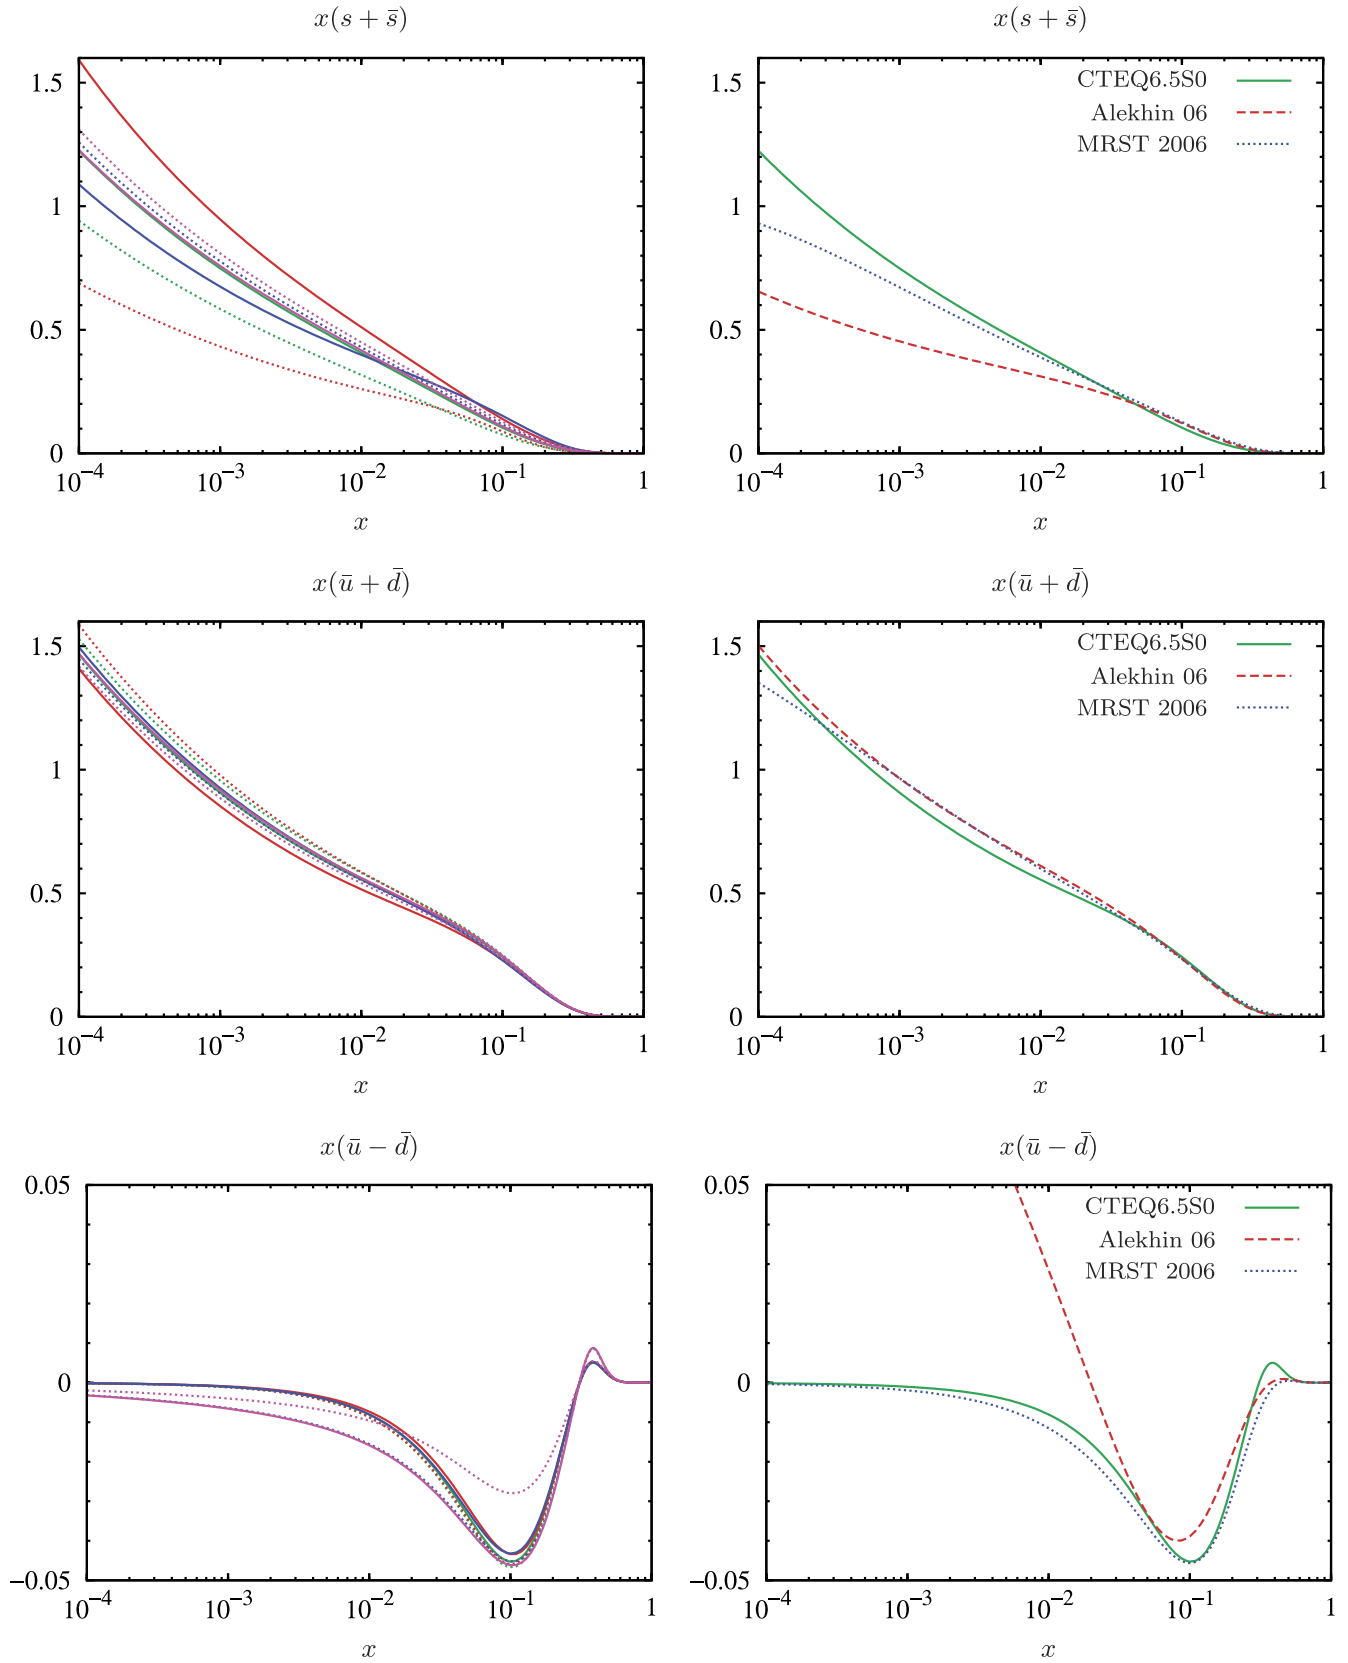 x(s + s̄)
1.5
1
0.5
0
10⁻⁴ 10⁻³ 10⁻² 10⁻¹ 1
x
x(s + s̄)
CTEQ6.5S0
Alekhin 06
MRST 2006
1.5
1
0.5
0
10⁻⁴ 10⁻³ 10⁻² 10⁻¹ 1
x
x(ū + d̄)
1.5
1
0.5
0
10⁻⁴ 10⁻³ 10⁻² 10⁻¹ 1
x
x(ū + d̄)
CTEQ6.5S0
Alekhin 06
MRST 2006
1.5
1
0.5
0
10⁻⁴ 10⁻³ 10⁻² 10⁻¹ 1
x
x(ū − d̄)
0.05
0
−0.05
10⁻⁴ 10⁻³ 10⁻² 10⁻¹ 1
x
x(ū − d̄)
CTEQ6.5S0
Alekhin 06
MRST 2006
0.05
0
−0.05
10⁻⁴ 10⁻³ 10⁻² 10⁻¹ 1
x